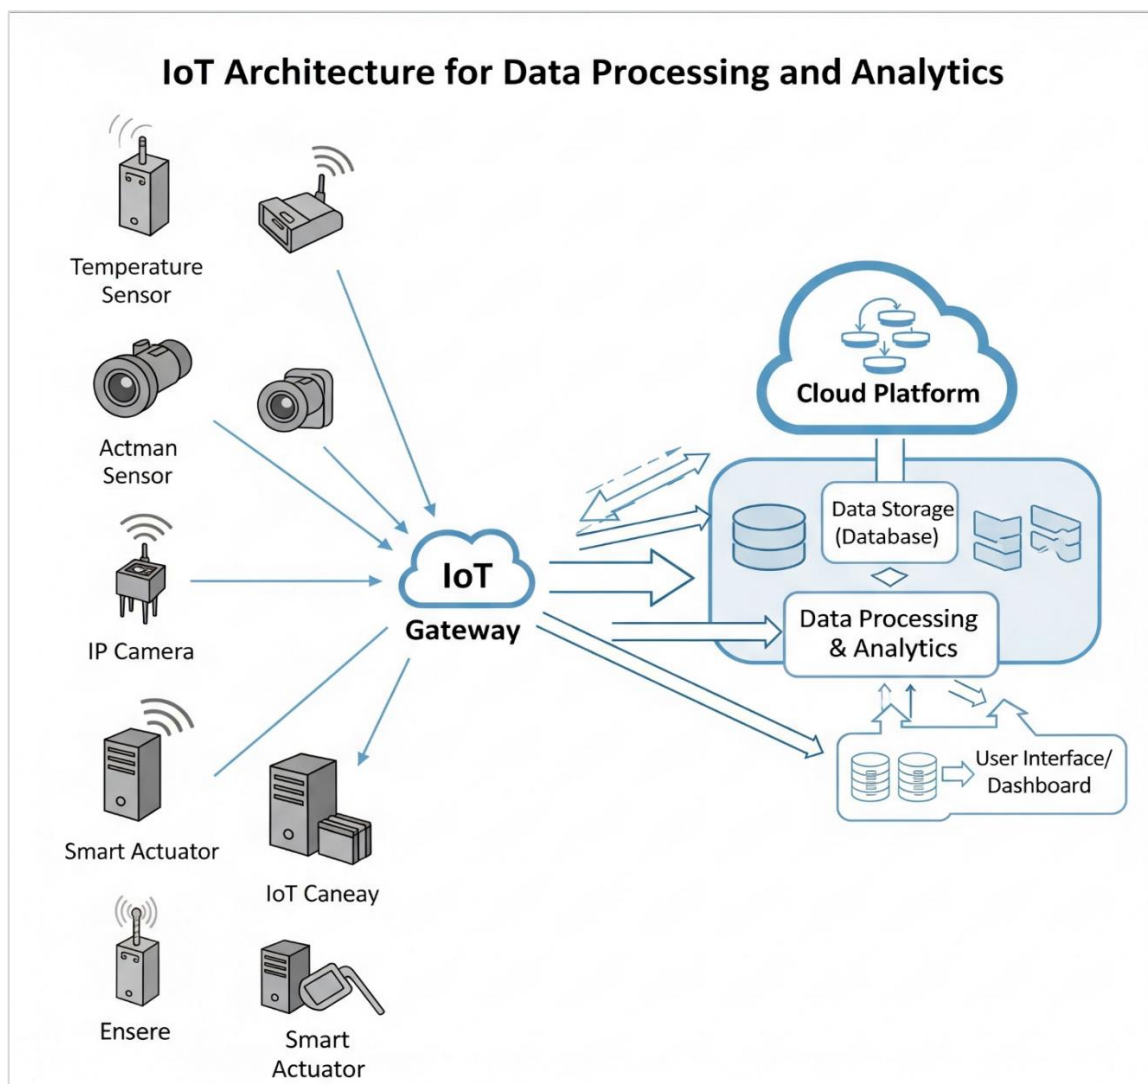 IoT Architecture for Data Processing and Analytics
Temperature
Sensor
Actman
Sensor
IP Camera
Smart Actuator
IoT Caneay
Ensere
Smart
Actuator
IoT
Gateway
Cloud Platform
Data Storage
(Database)
Data Processing
& Analytics
User Interface/
Dashboard